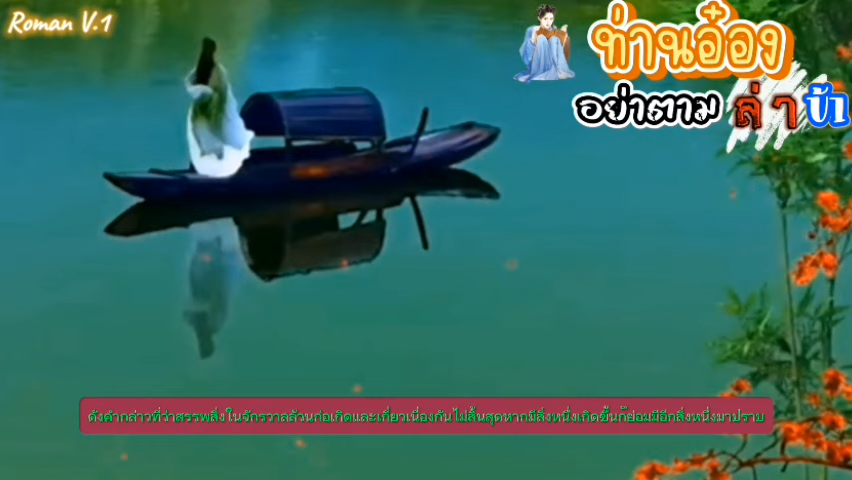 Roman V.1
ท่านอ๋อง
อย่าตาม ล่า ข้า
ดังคำกล่าวที่ว่าสรรพสิ่งในจักรวาลล้วนก่อเกิดและเกี่ยวเนื่องกันไม่สิ้นสุดหากมีสิ่งหนึ่งเกิดขึ้นก็ย่อมมีอีกสิ่งหนึ่งมาปราบ